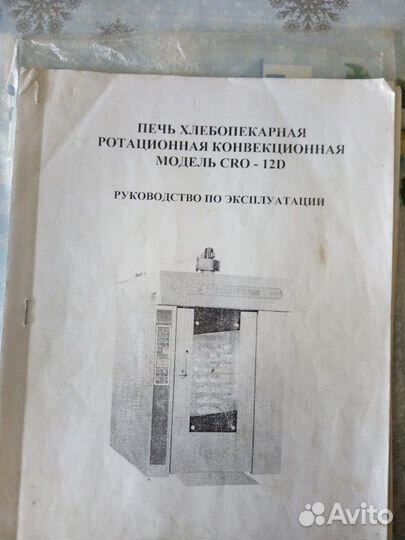 ПЕЧЬ ХЛЕБОПЕКАРНАЯ
РОТАЦИОННАЯ КОНВЕКЦИОННАЯ
МОДЕЛЬ CRO - 12D
РУКОВОДСТВО ПО ЭКСПЛУАТАЦИИ
Avito